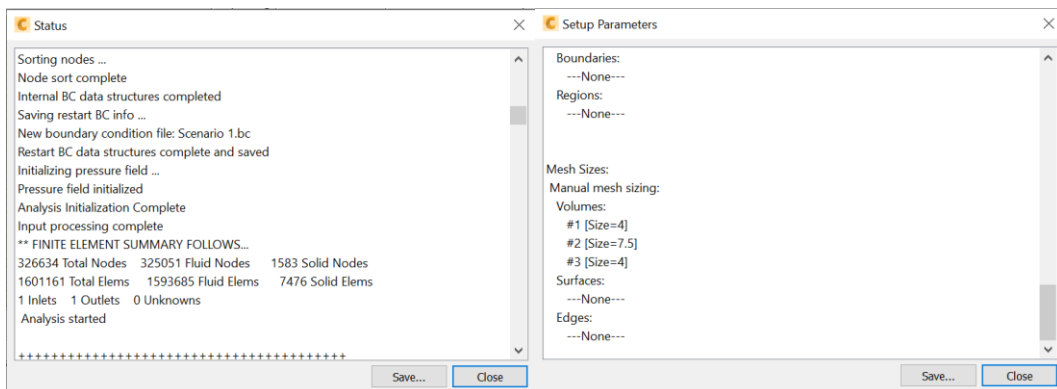 Status
Sorting nodes ...
Node sort complete
Internal BC data structures completed
Saving restart BC info ...
New boundary condition file: Scenario 1.bc
Restart BC data structures complete and saved
Initializing pressure field ...
Pressure field initialized
Analysis Initialization Complete
Input processing complete
** FINITE ELEMENT SUMMARY FOLLOWS...
326634 Total Nodes 325051 Fluid Nodes 1583 Solid Nodes
1601161 Total Elems 1593685 Fluid Elems 7476 Solid Elems
1 Inlets 1 Outlets 0 Unknowns
Analysis started
++++++++++++++++++++++++++++++++++++++++
Save... Close
Setup Parameters
Boundaries:
---None---
Regions:
---None---
Mesh Sizes:
Manual mesh sizing:
Volumes:
#1 [Size=4]
#2 [Size=7.5]
#3 [Size=4]
Surfaces:
---None---
Edges:
---None---
Save... Close